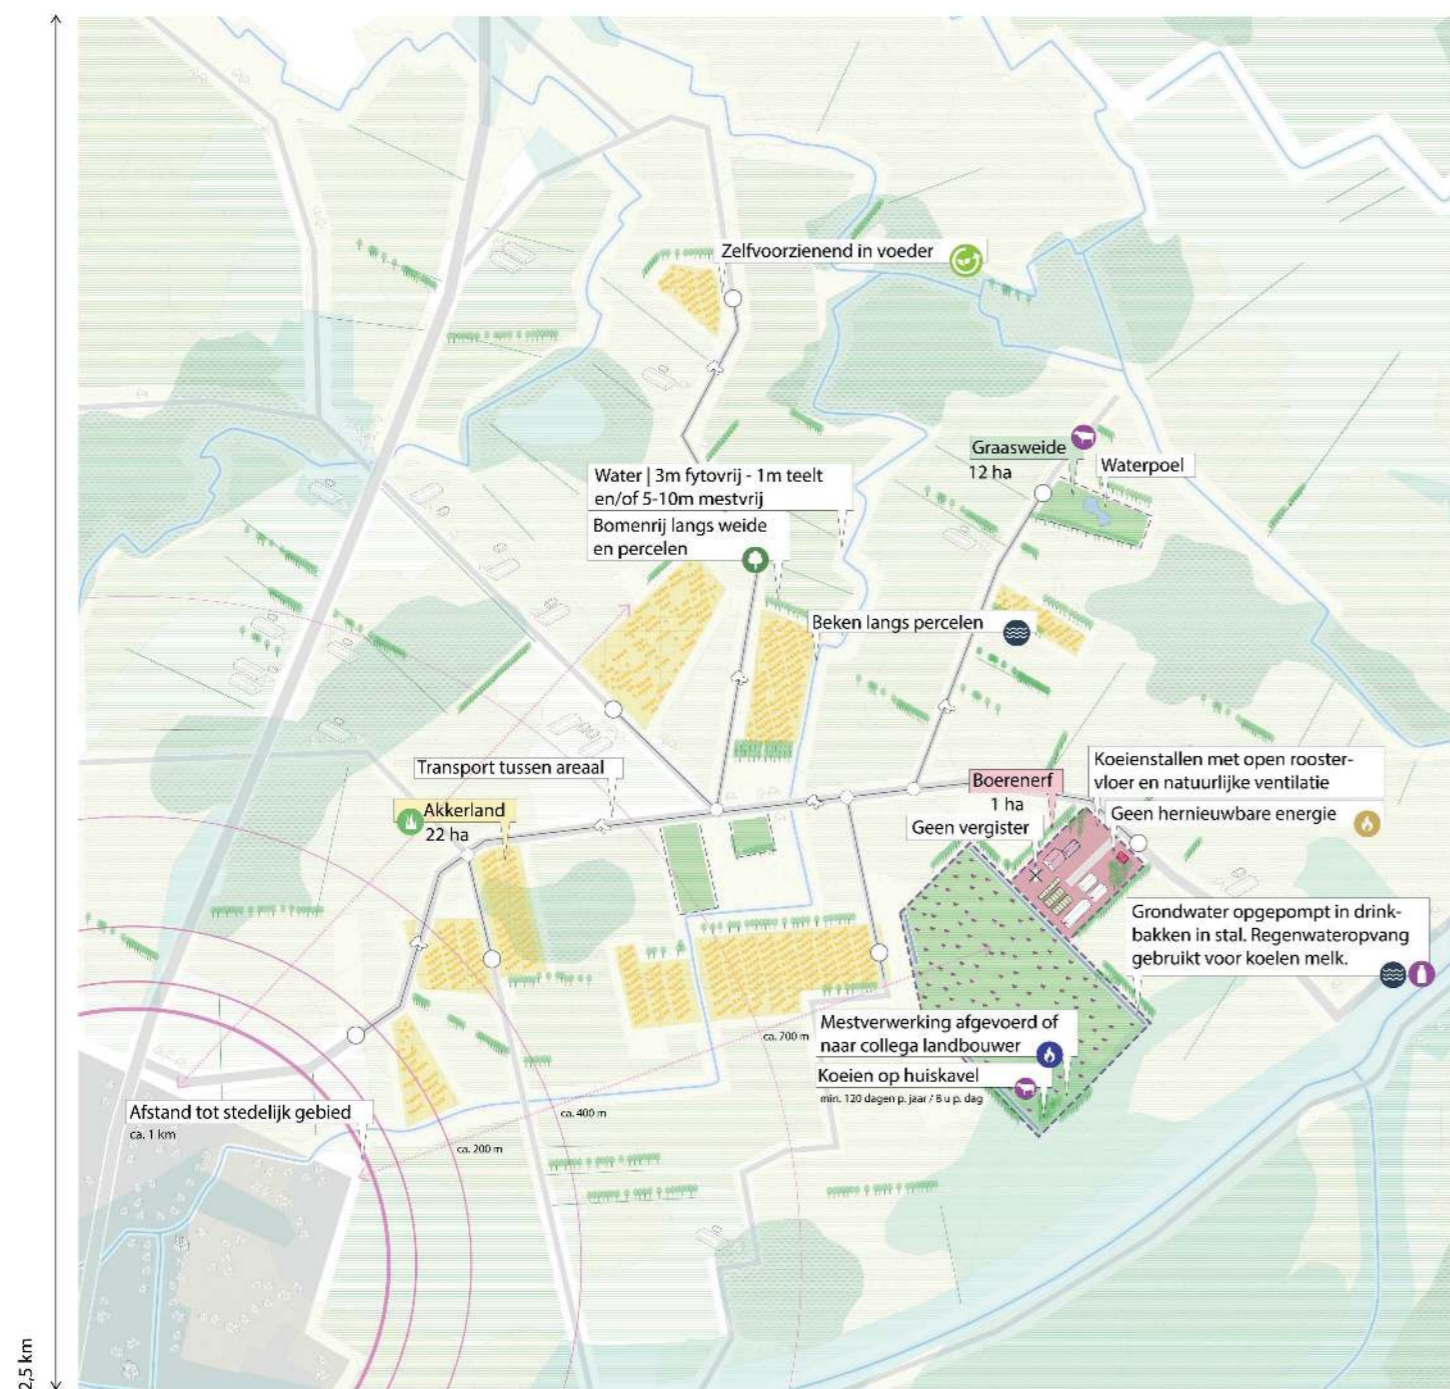 Zelfvoorzienend in voeder
Graasweide
12 ha
Waterpoel
Water | 3m fytovrij - 1m teelt
en/of 5-10m mestvrij
Bomenrij langs weide
en percelen
Beken langs percelen
Transport tussen areaal
Akkerland
22 ha
Boerenerf
1 ha
Geen vergister
Koeienstallen met open rooster-
vloer en natuurlijke ventilatie
Geen hernieuwbare energie
Grondwater opgepompt in drink-
bakken in stal. Regenwateropvang
gebruikt voor koelen melk.
Mestverwerking afgevoerd of
naar collega landbouwer
Koeien op huiskavel
min. 120 dagen p. jaar / 6 u p. dag
ca. 700 m
ca. 400 m
ca. 200 m
Afstand tot stedelijk gebied
ca. 1 km
2,5 km